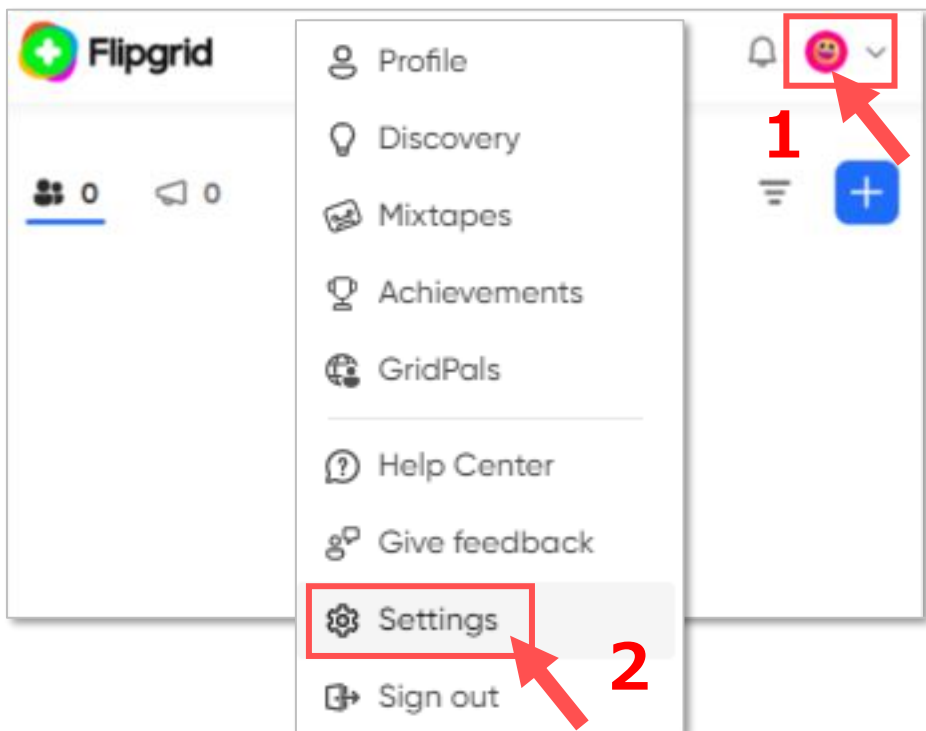 Flipgrid
1
0 0
Profile
Discovery
Mixtapes
Achievements
GridPals
Help Center
Give feedback
Settings
2
Sign out